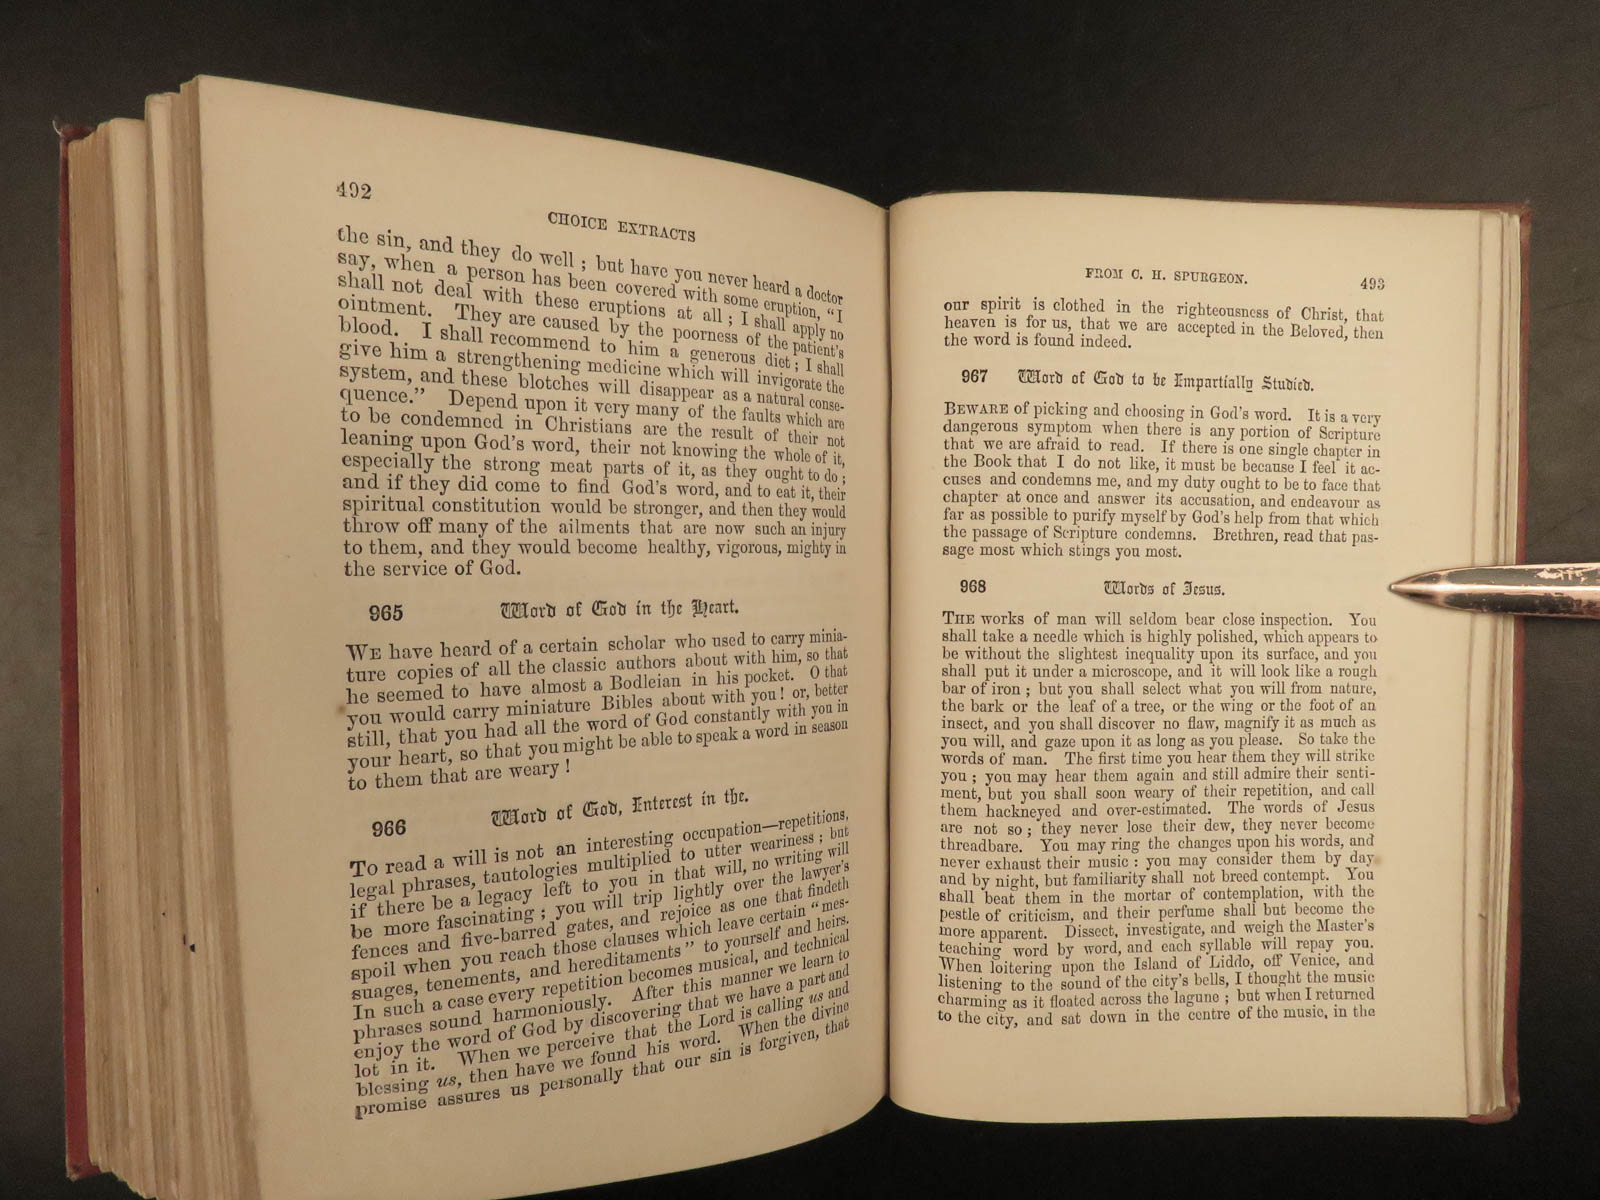 492
CHOICE EXTRACTS
the sin, and they do well ; but have you never heard a doctor
say, when a person has been covered with some eruption, "I
shall not deal with these eruptions at all ; I shall apply no
ointment. They are caused by the poorness of the patient's
blood. I shall recommend to him a generous diet ; I shall
give him a strengthening medicine which will invigorate the
system, and these blotches will disappear as a natural conse-
quence." Depend upon it very many of the faults which are
to be condemned in Christians are the result of their not
leaning upon God's word, their not knowing the whole of it,
especially the strong meat parts of it, as they ought to do ;
and if they did come to find God's word, and to eat it, their
spiritual constitution would be stronger, and then they would
throw off many of the ailments that are now such an injury
to them, and they would become healthy, vigorous, mighty in
the service of God.
965 Word of God in the Heart.
WE have heard of a certain scholar who used to carry minia-
ture copies of all the classic authors about with him, so that
he seemed to have almost a Bodleian in his pocket. O that
you would carry miniature Bibles about with you ! or, better
still, that you had all the word of God constantly with you in
your heart, so that you might be able to speak a word in season
to them that are weary !
966 Word of God, Interest in the.
To read a will is not an interesting occupation—repetitions,
legal phrases, tautologies multiplied to utter weariness ; but
if there be a legacy left to you in that will, no writing will
be more fascinating ; you will trip lightly over the lawyer's
fences and five-barred gates, and rejoice as one that findeth
spoil when you reach those clauses which leave certain "mes-
suages, tenements, and hereditaments" to yourself and heirs.
In such a case every repetition becomes musical, and technical
phrases sound harmoniously. After this manner we learn to
enjoy the word of God by discovering that we have a part and
lot in it. When we perceive that the Lord is calling us and
blessing us, then have we found his word. When the divine
promise assures us personally that our sin is forgiven, that
FROM C. H. SPURGEON.
493
our spirit is clothed in the righteousness of Christ, that
heaven is for us, that we are accepted in the Beloved, then
the word is found indeed.
967 Word of God to be Impartially Studied.
BEWARE of picking and choosing in God's word. It is a very
dangerous symptom when there is any portion of Scripture
that we are afraid to read. If there is one single chapter in
the Book that I do not like, it must be because I feel it ac-
cuses and condemns me, and my duty ought to be to face that
chapter at once and answer its accusation, and endeavour as
far as possible to purify myself by God's help from that which
the passage of Scripture condemns. Brethren, read that pas-
sage most which stings you most.
968 Words of Jesus.
THE works of man will seldom bear close inspection. You
shall take a needle which is highly polished, which appears to
be without the slightest inequality upon its surface, and you
shall put it under a microscope, and it will look like a rough
bar of iron ; but you shall select what you will from nature,
the bark or the leaf of a tree, or the wing or the foot of an
insect, and you shall discover no flaw, magnify it as much as
you will, and gaze upon it as long as you please. So take the
words of man. The first time you hear them they will strike
you ; you may hear them again and still admire their senti-
ment, but you shall soon weary of their repetition, and call
them hackneyed and over-estimated. The words of Jesus
are not so ; they never lose their dew, they never become
threadbare. You may ring the changes upon his words, and
never exhaust their music : you may consider them by day
and by night, but familiarity shall not breed contempt. You
shall beat them in the mortar of contemplation, with the
pestle of criticism, and their perfume shall but become the
more apparent. Dissect, investigate, and weigh the Master's
teaching word by word, and each syllable will repay you.
When loitering upon the Island of Liddo, off Venice, and
listening to the sound of the city's bells, I thought the music
charming as it floated across the lagune ; but when I returned
to the city, and sat down in the centre of the music, in the